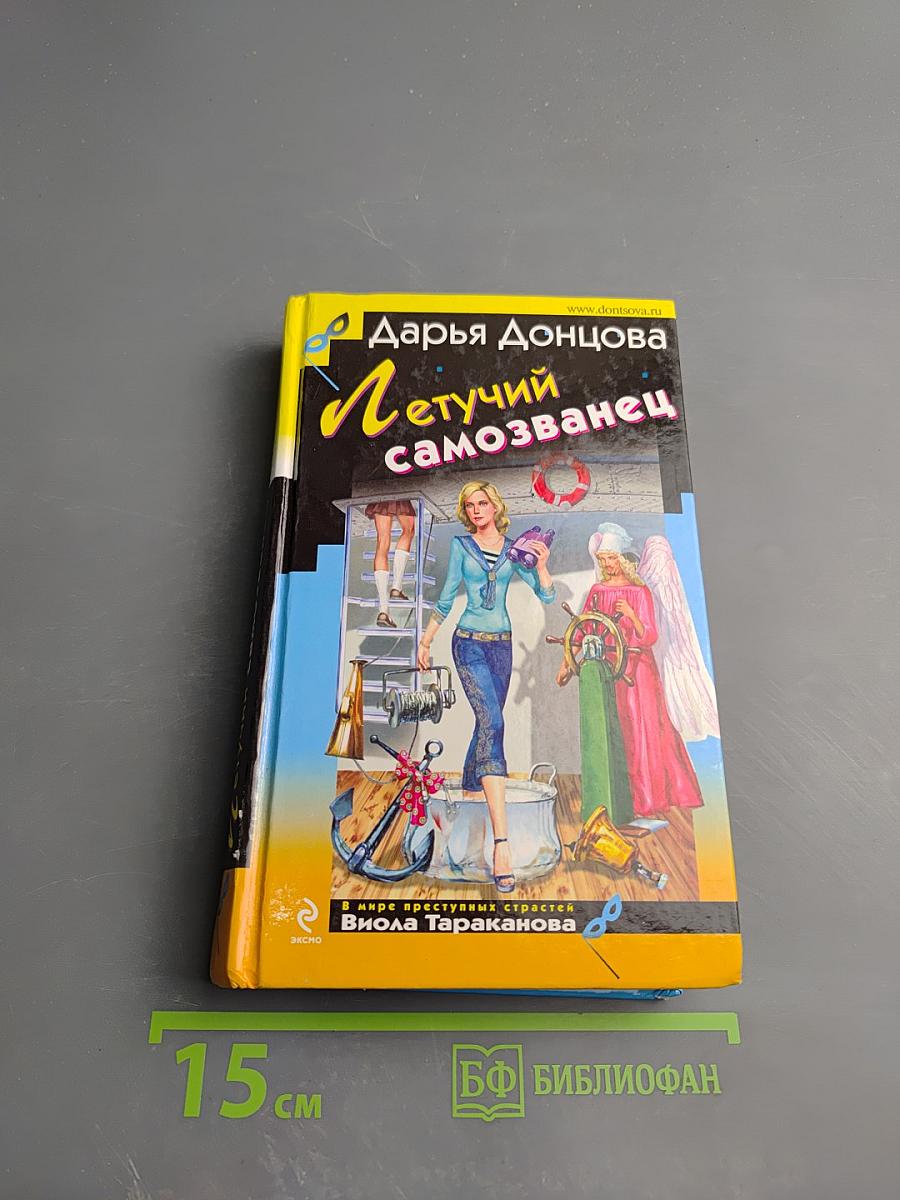 www.dontsova.ru
Дарья Донцова
Летучий
самозванец
В мире преступных страстей
Виола Тараканова
ЭКСМО
15 см
БФ БИБЛИОФАН